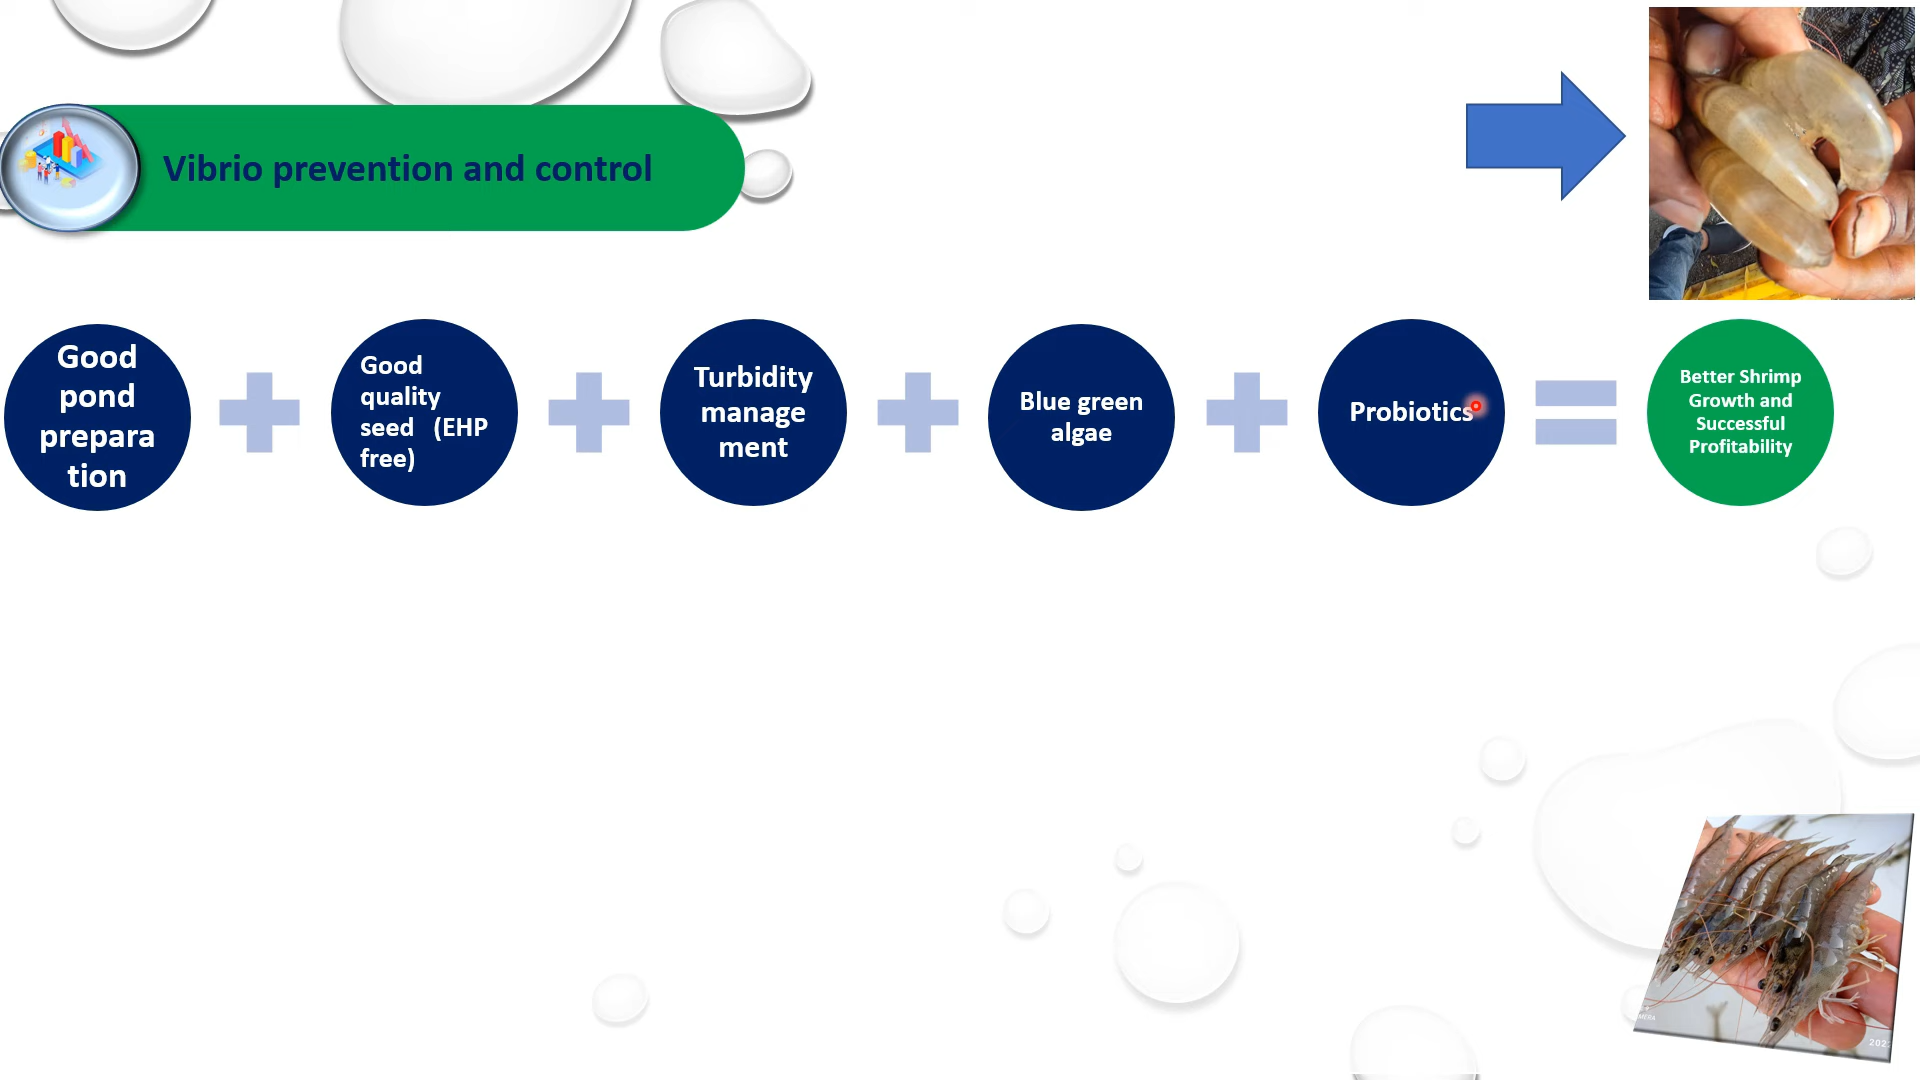 Vibrio prevention and control
Good
pond
prepara
tion
Good
quality
seed (EHP
free)
Turbidity
manage
ment
Blue green
algae
Probiotics
Better Shrimp
Growth and
Successful
Profitability